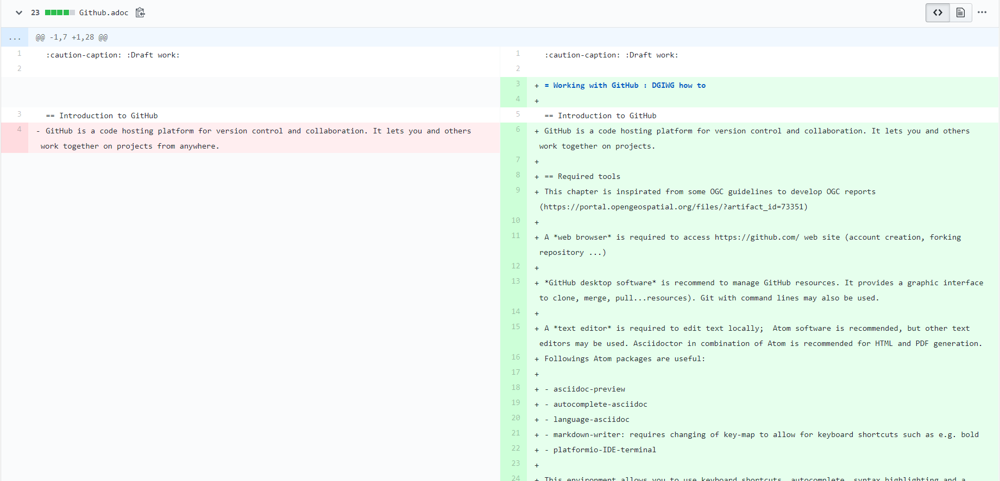 23 Github.adoc
... @@ -1,7 +1,28 @@
1 :caution-caption: :Draft work:
2
3 == Introduction to GitHub
4 - GitHub is a code hosting platform for version control and collaboration. It lets you and others
work together on projects from anywhere.
1 :caution-caption: :Draft work:
2
3 + = Working with GitHub : DGIWG how to
4 +
5 == Introduction to GitHub
6 + GitHub is a code hosting platform for version control and collaboration. It lets you and others
work together on projects.
7 +
8 + == Required tools
9 + This chapter is inspirated from some OGC guidelines to develop OGC reports
(https://portal.opengeospatial.org/files/?artifact_id=73351)
10 +
11 + A *web browser* is required to access https://github.com/ web site (account creation, forking
repository ...)
12 +
13 + *GitHub desktop software* is recommend to manage GitHub resources. It provides a graphic interface
to clone, merge, pull...resources). Git with command lines may also be used.
14 +
15 + A *text editor* is required to edit text locally;  Atom software is recommended, but other text
editors may be used. Asciidoctor in combination of Atom is recommended for HTML and PDF generation.
16 + Followings Atom packages are useful:
17 +
18 + - asciidoc-preview
19 + - autocomplete-asciidoc
20 + - language-asciidoc
21 + - markdown-writer: requires changing of key-map to allow for keyboard shortcuts such as e.g. bold
22 + - platformio-IDE-terminal
23 +
24 + This environment allows you to use keyboard shortcuts, autocomplete, syntax highlighting and a